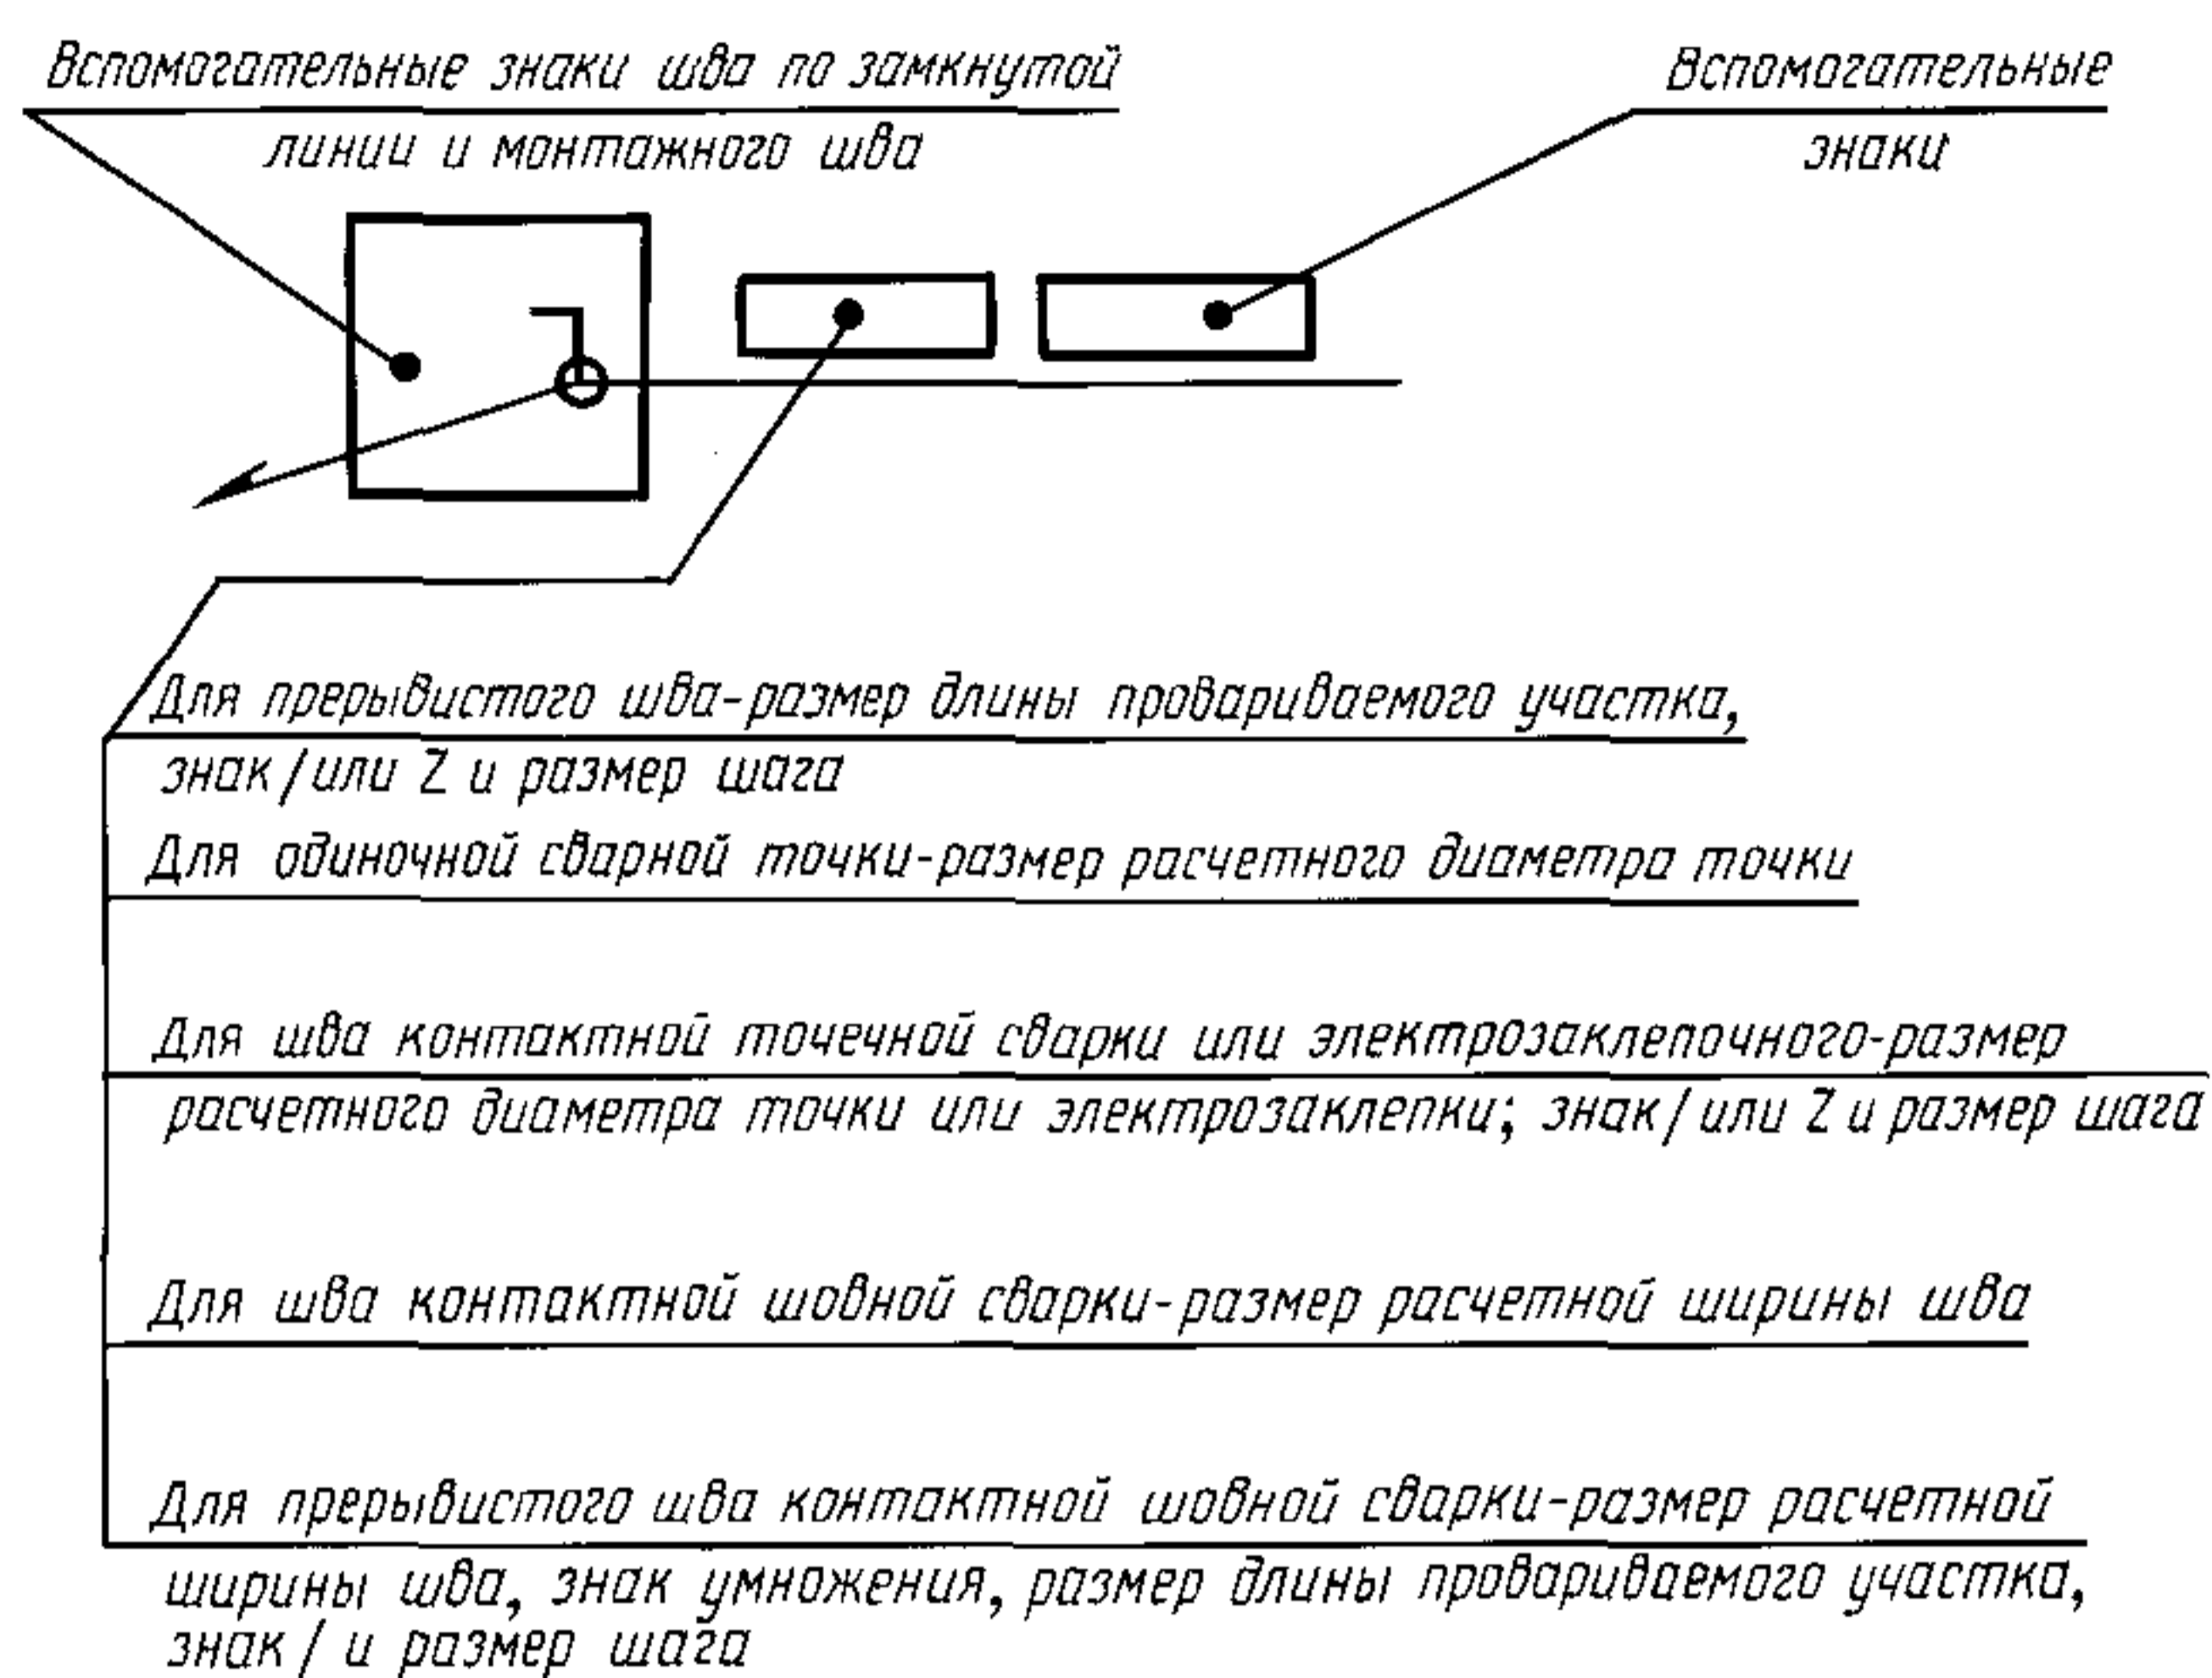 Вспомогательные знаки шва по замкнутой
линии и монтажного шва
Вспомогательные
знаки
Для прерывистого шва-размер длины провариваемого участка,
знак / или Z и размер шага
Для одиночной сварной точки-размер расчетного диаметра точки
Для шва контактной точечной сварки или электрозаклепочного-размер
расчетного диаметра точки или электрозаклепки; знак / или Z и размер шага
Для шва контактной шовной сварки-размер расчетной ширины шва
Для прерывистого шва контактной шовной сварки-размер расчетной
ширины шва, знак умножения, размер длины провариваемого участка,
знак / и размер шага